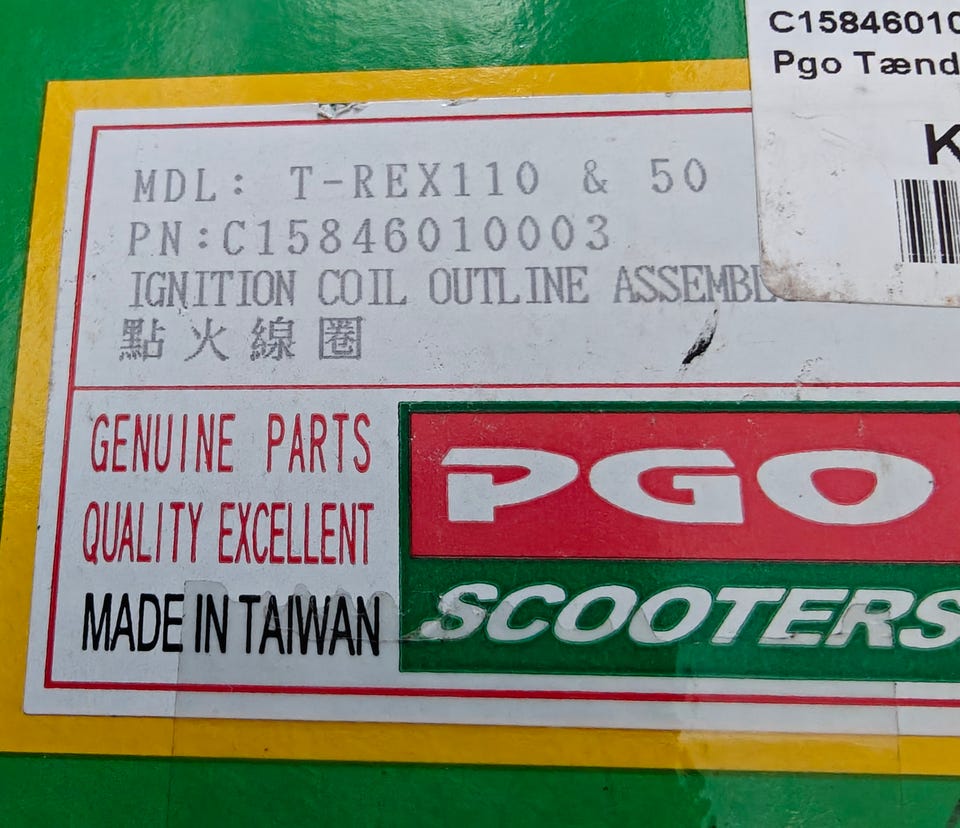 C15846010
Pgo Tænd
K
MDL: T-REX110 & 50
PN:C15846010003
IGNITION COIL OUTLINE ASSEMBL
點火線圈
GENUINE PARTS
QUALITY EXCELLENT
MADE IN TAIWAN
PGO
SCOOTERS